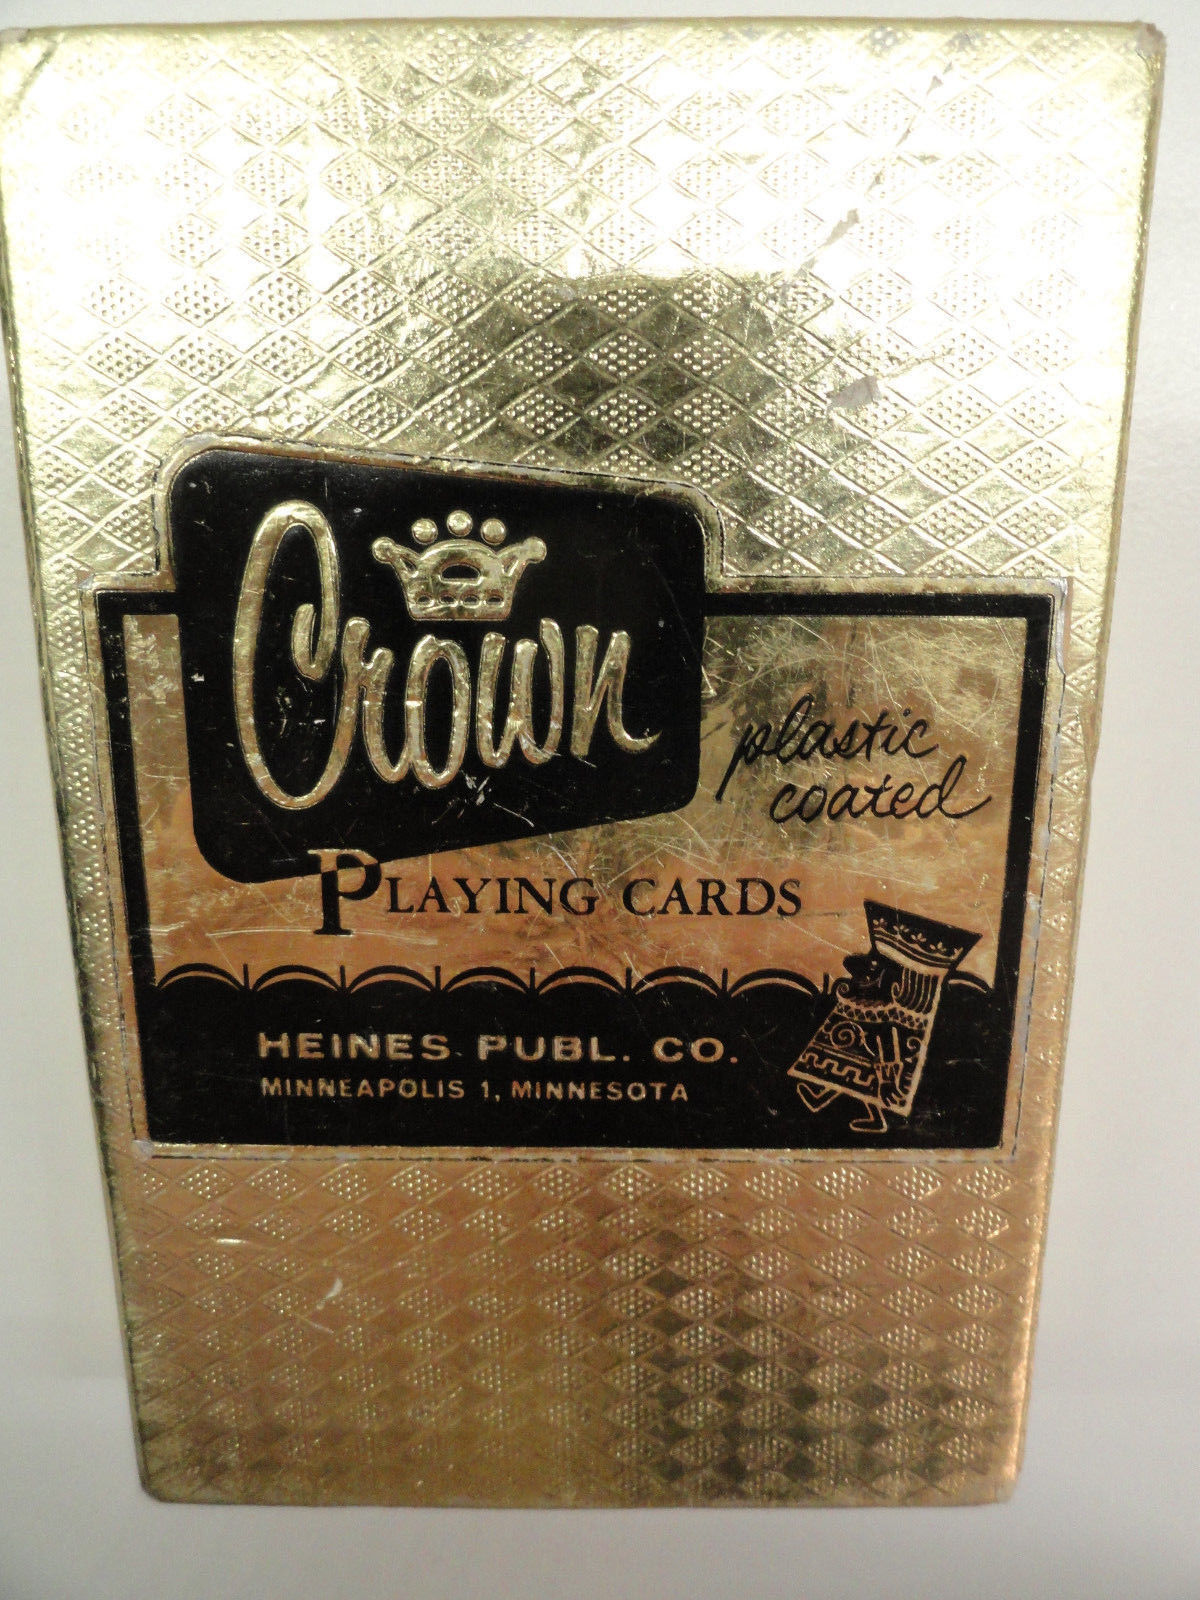 Crown
plastic
coated
PLAYING CARDS
HEINES PUBL. CO.
MINNEAPOLIS 1, MINNESOTA